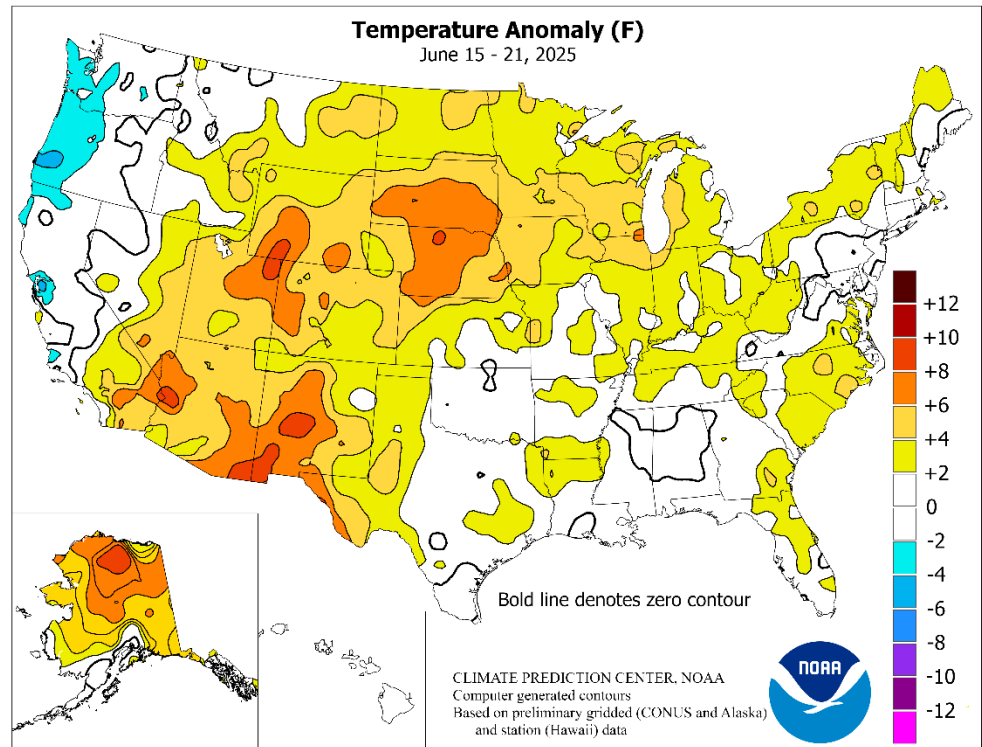 Temperature Anomaly (F)
June 15 - 21, 2025
+12
+10
+8
+6
+4
+2
0
-2
-4
-6
-8
-10
-12
Bold line denotes zero contour
CLIMATE PREDICTION CENTER, NOAA
Computer generated contours
Based on preliminary gridded (CONUS and Alaska)
and station (Hawaii) data
NOAA